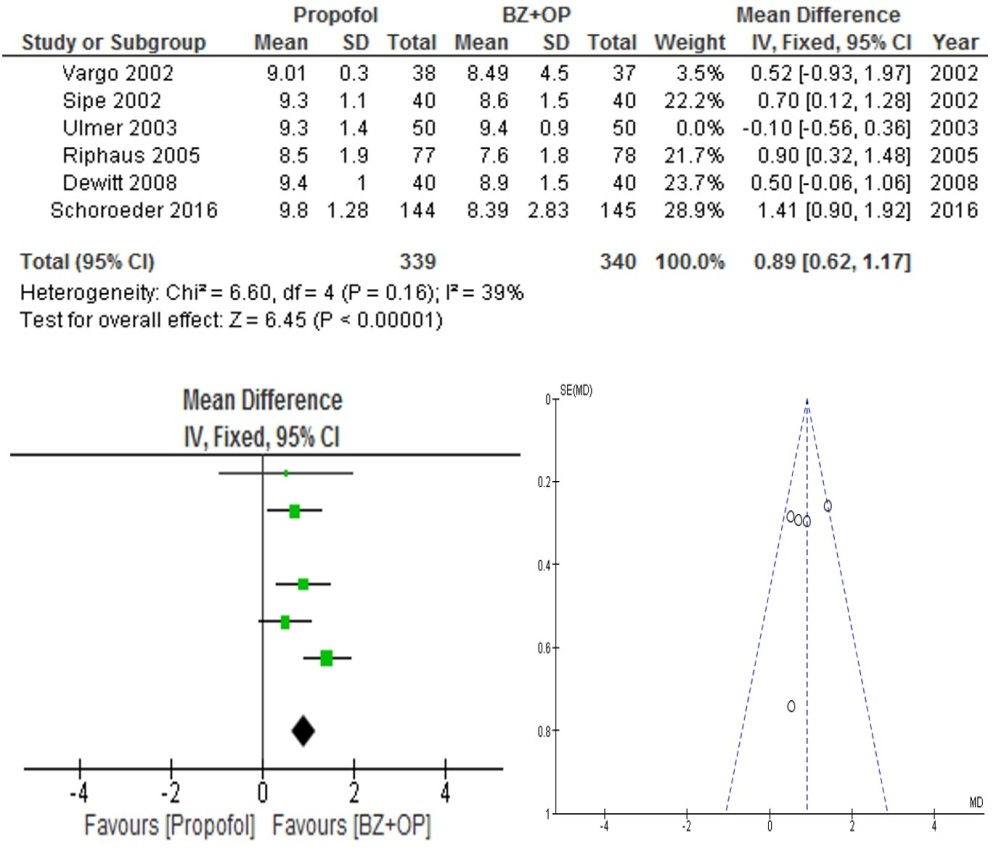 Propofol BZ+OP Mean Difference
Study or Subgroup Mean SD Total Mean SD Total Weight IV, Fixed, 95% CI Year
Vargo 2002 9.01 0.3 38 8.49 4.5 37 3.5% 0.52 [-0.93, 1.97] 2002
Sipe 2002 9.3 1.1 40 8.6 1.5 40 22.2% 0.70 [0.12, 1.28] 2002
Ulmer 2003 9.3 1.4 50 9.4 0.9 50 0.0% -0.10 [-0.56, 0.36] 2003
Riphaus 2005 8.5 1.9 77 7.6 1.8 78 21.7% 0.90 [0.32, 1.48] 2005
Dewitt 2008 9.4 1 40 8.9 1.5 40 23.7% 0.50 [-0.06, 1.06] 2008
Schoroeder 2016 9.8 1.28 144 8.39 2.83 145 28.9% 1.41 [0.90, 1.92] 2016
Total (95% CI) 339 340 100.0% 0.89 [0.62, 1.17]
Heterogeneity: Chi² = 6.60, df = 4 (P = 0.16); I² = 39%
Test for overall effect: Z = 6.45 (P < 0.00001)
Mean Difference
IV, Fixed, 95% CI
-4 -2 0 2 4
Favours [Propofol] Favours [BZ+OP]
SE(MD)
0
0.2
0.4
0.6
0.8
1
MD
-4 -2 0 2 4